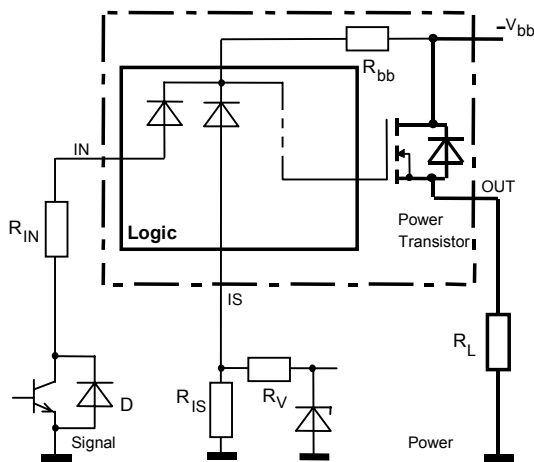 -Vbb
Rbb
IN
OUT
RIN
Power
Transistor
Logic
IS
RL
RV
D
RIS
Signal
Power